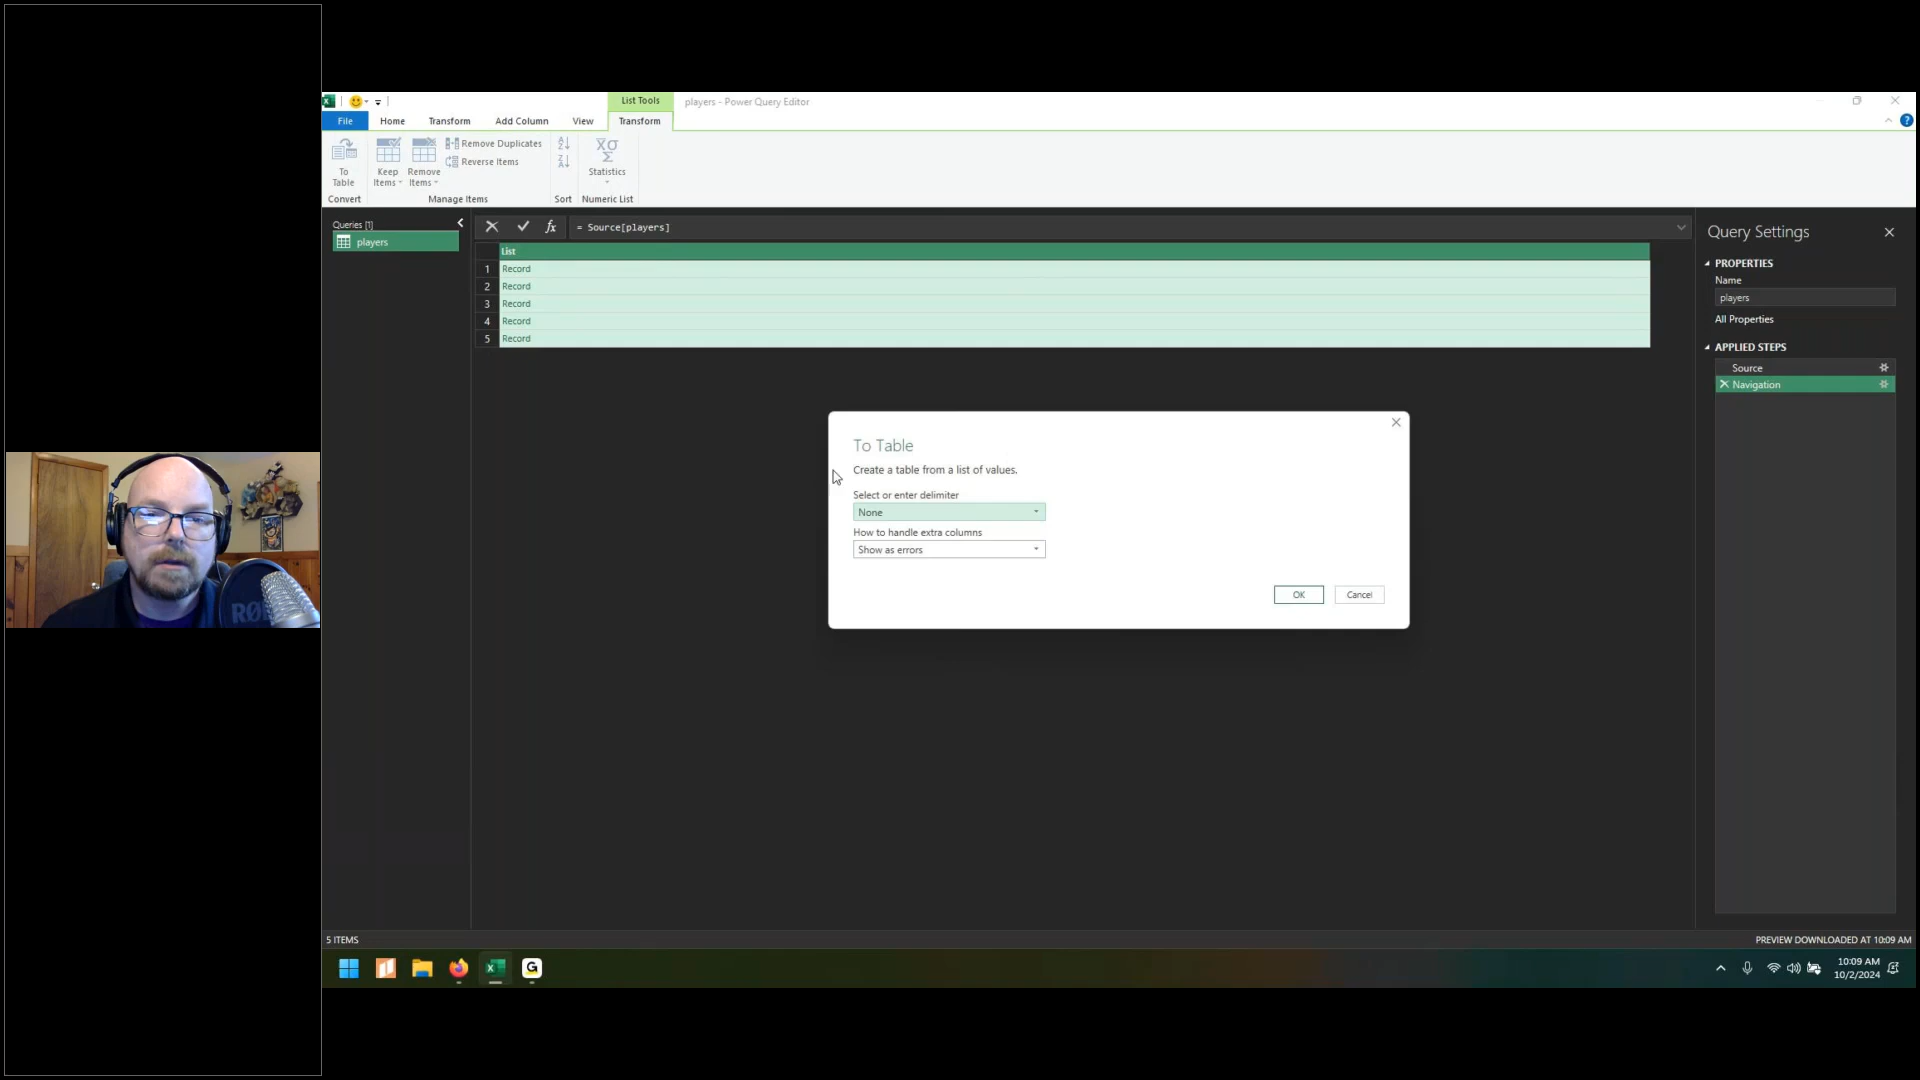 List Tools
players - Power Query Editor
File
Home
Transform
Add Column
View
Transform
To
Table
Keep
Items
Remove
Items
Remove Duplicates
Reverse Items
Statistics
Convert
Manage Items
Sort
Numeric List
Queries [1]
players
= Source[players]
List
1 Record
2 Record
3 Record
4 Record
5 Record
To Table
Create a table from a list of values.
Select or enter delimiter
None
How to handle extra columns
Show as errors
OK
Cancel
Query Settings
PROPERTIES
Name
players
All Properties
APPLIED STEPS
Source
Navigation
5 ITEMS
PREVIEW DOWNLOADED AT 10:09 AM
10:09 AM
10/2/2024